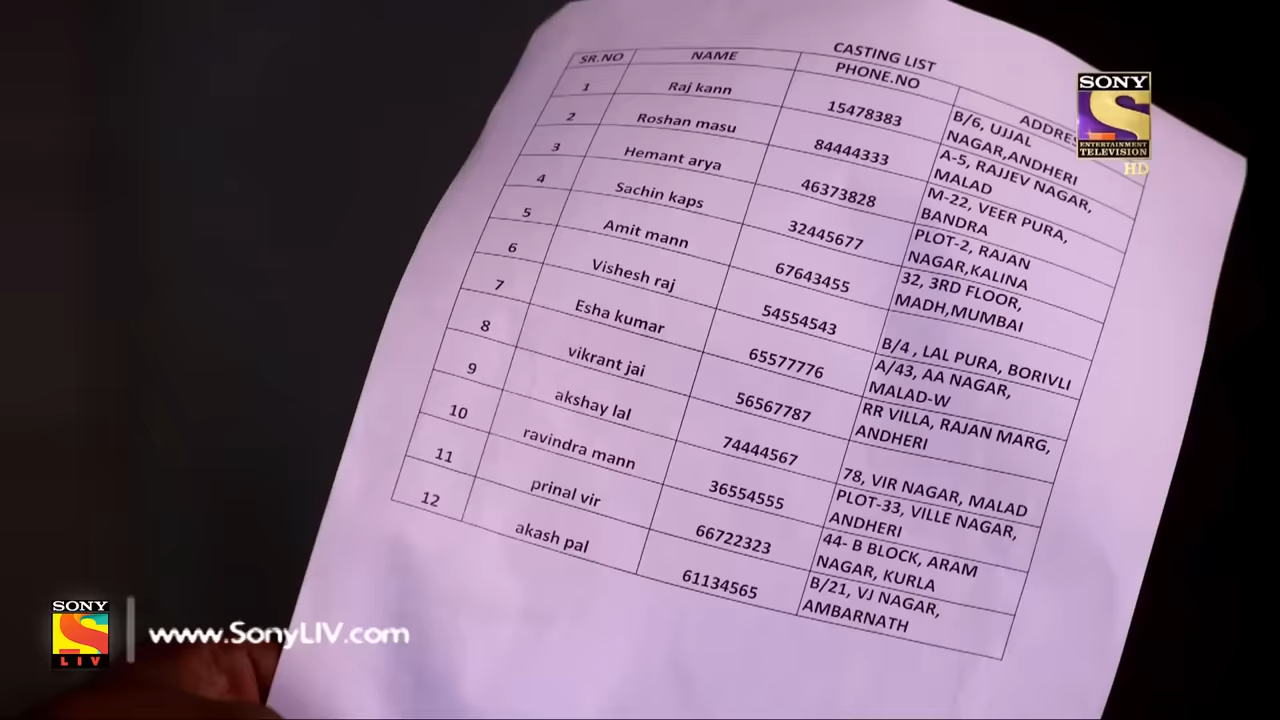 CASTING LIST
SR.NO NAME PHONE.NO ADDRES
1 Raj kann 15478383 B/6, UJJAL
NAGAR,ANDHERI
2 Roshan masu 84444333 A-5, RAJJEV NAGAR,
MALAD
3 Hemant arya 46373828 M-22, VEER PURA,
BANDRA
4 Sachin kaps 32445677 PLOT-2, RAJAN
NAGAR,KALINA
5 Amit mann 67643455 32, 3RD FLOOR,
MADH,MUMBAI
6 Vishesh raj 54554543 B/4 , LAL PURA, BORIVLI
7 Esha kumar 65577776 A/43, AA NAGAR,
MALAD-W
8 vikrant jai 56567787 RR VILLA, RAJAN MARG,
ANDHERI
9 akshay lal 74444567 78, VIR NAGAR, MALAD
10 ravindra mann 36554555 PLOT-33, VILLE NAGAR,
ANDHERI
11 prinal vir 66722323 44- B BLOCK, ARAM
NAGAR, KURLA
12 akash pal 61134565 B/21, VJ NAGAR,
AMBARNATH
SONY
S
ENTERTAINMENT
TELEVISION
HD
SONY
S
LIV
www.SonyLIV.com